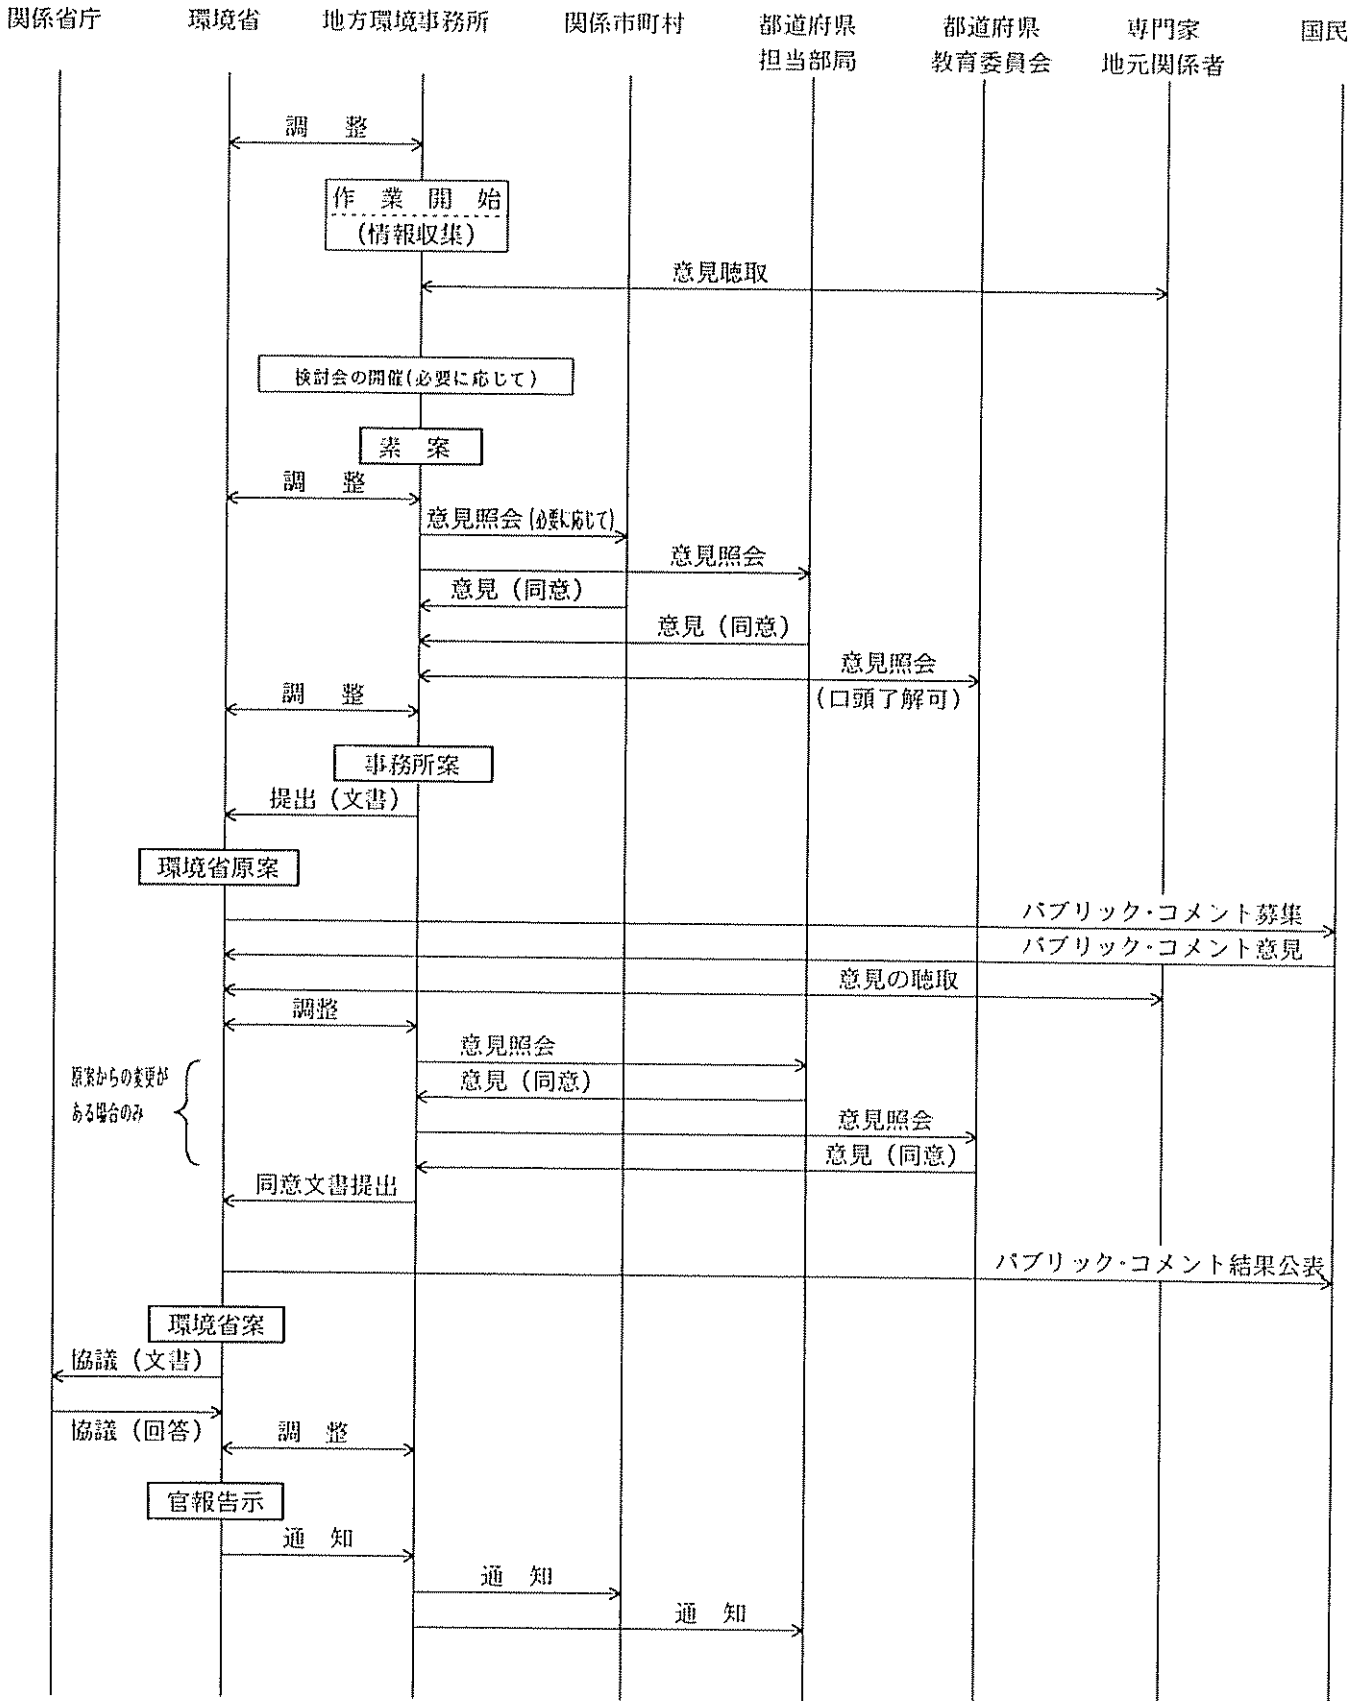 関係省庁
環境省
地方環境事務所
関係市町村
都道府県
担当部局
都道府県
教育委員会
専門家
地元関係者
国民
調　整
作　業　開　始
(情報収集)
意見聴取
検討会の開催(必要に応じて)
素　案
調　整
意見照会(必要に応じて)
意見照会
意見（同意）
意見（同意）
意見照会
(口頭了解可)
調　整
事務所案
提出（文書）
環境省原案
パブリック・コメント募集
パブリック・コメント意見
意見の聴取
調整
原案からの変更が
ある場合のみ
意見照会
意見（同意）
意見照会
意見（同意）
同意文書提出
パブリック・コメント結果公表
環境省案
協議（文書）
協議（回答）
調　整
官報告示
通　知
通　知
通　知